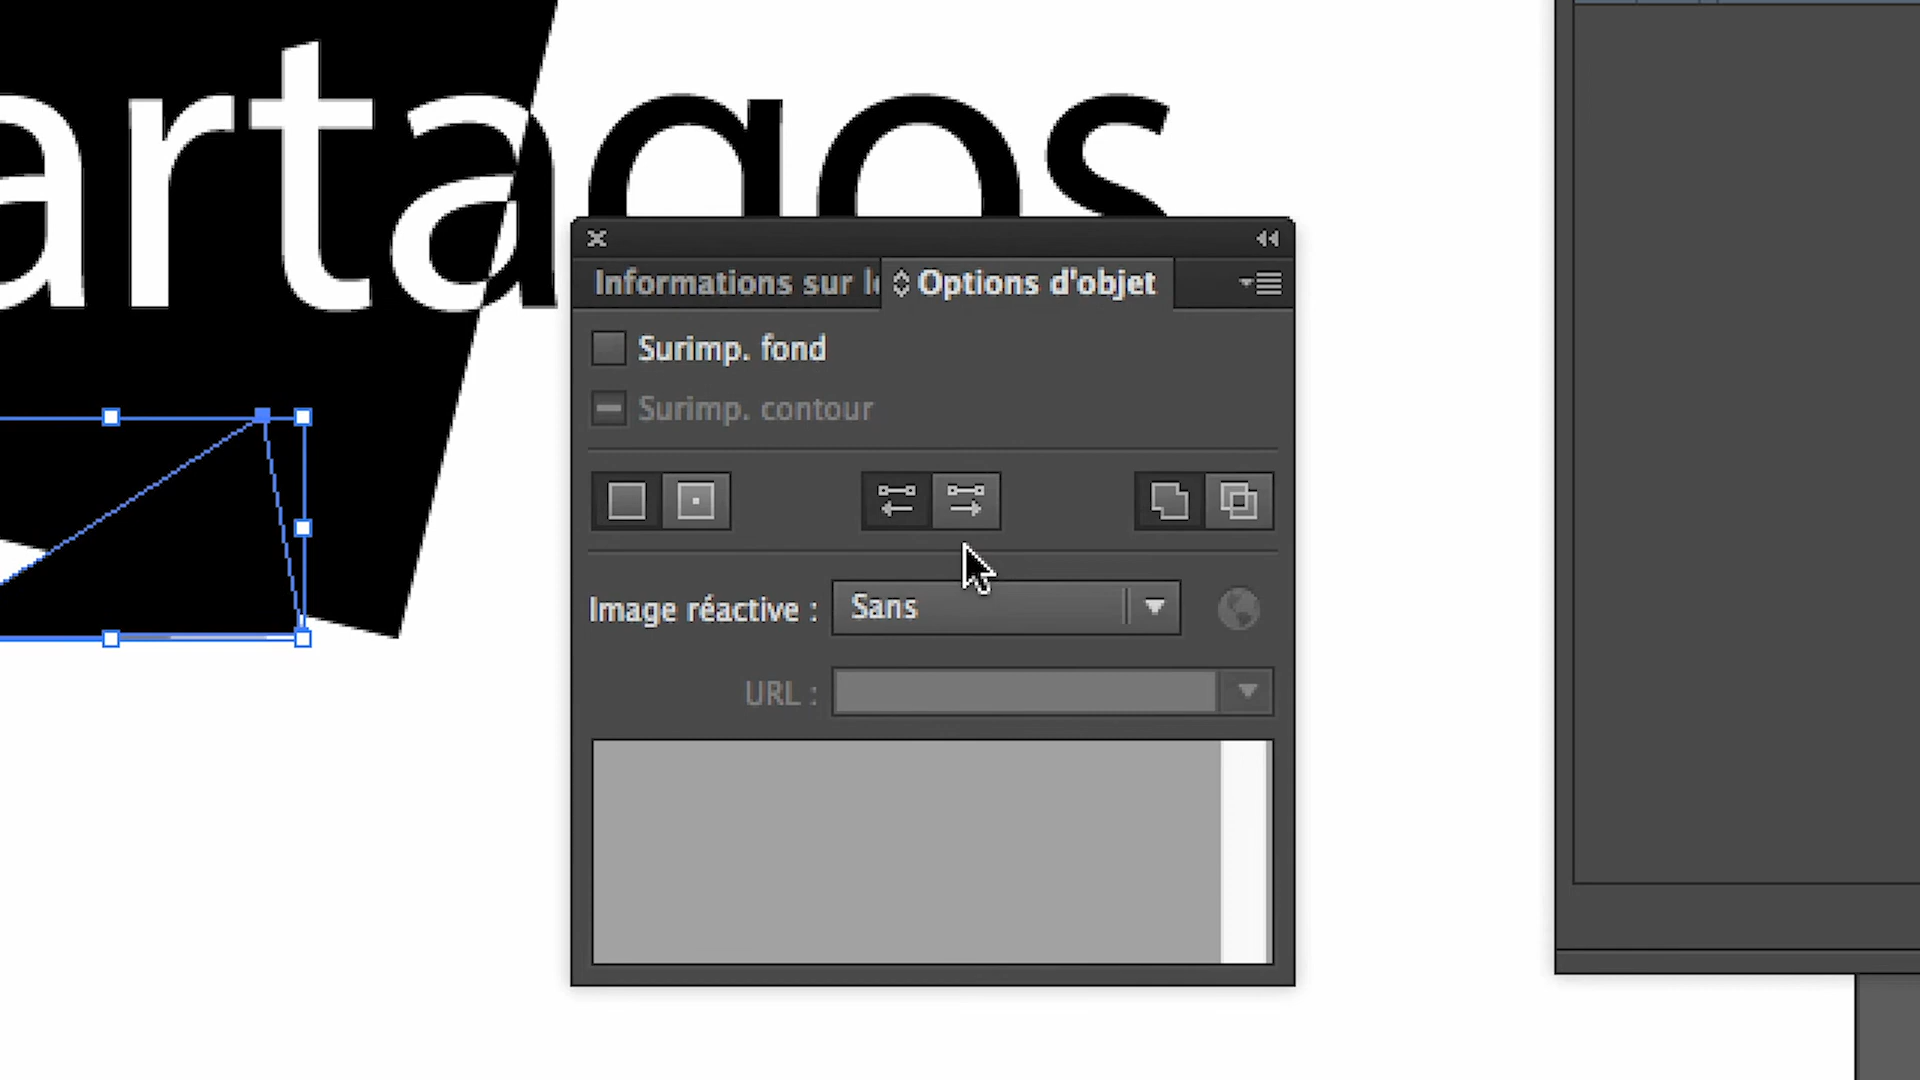 artagos
Informations sur l
Options d'objet
Surimp. fond
Surimp. contour
Image réactive :
Sans
URL :